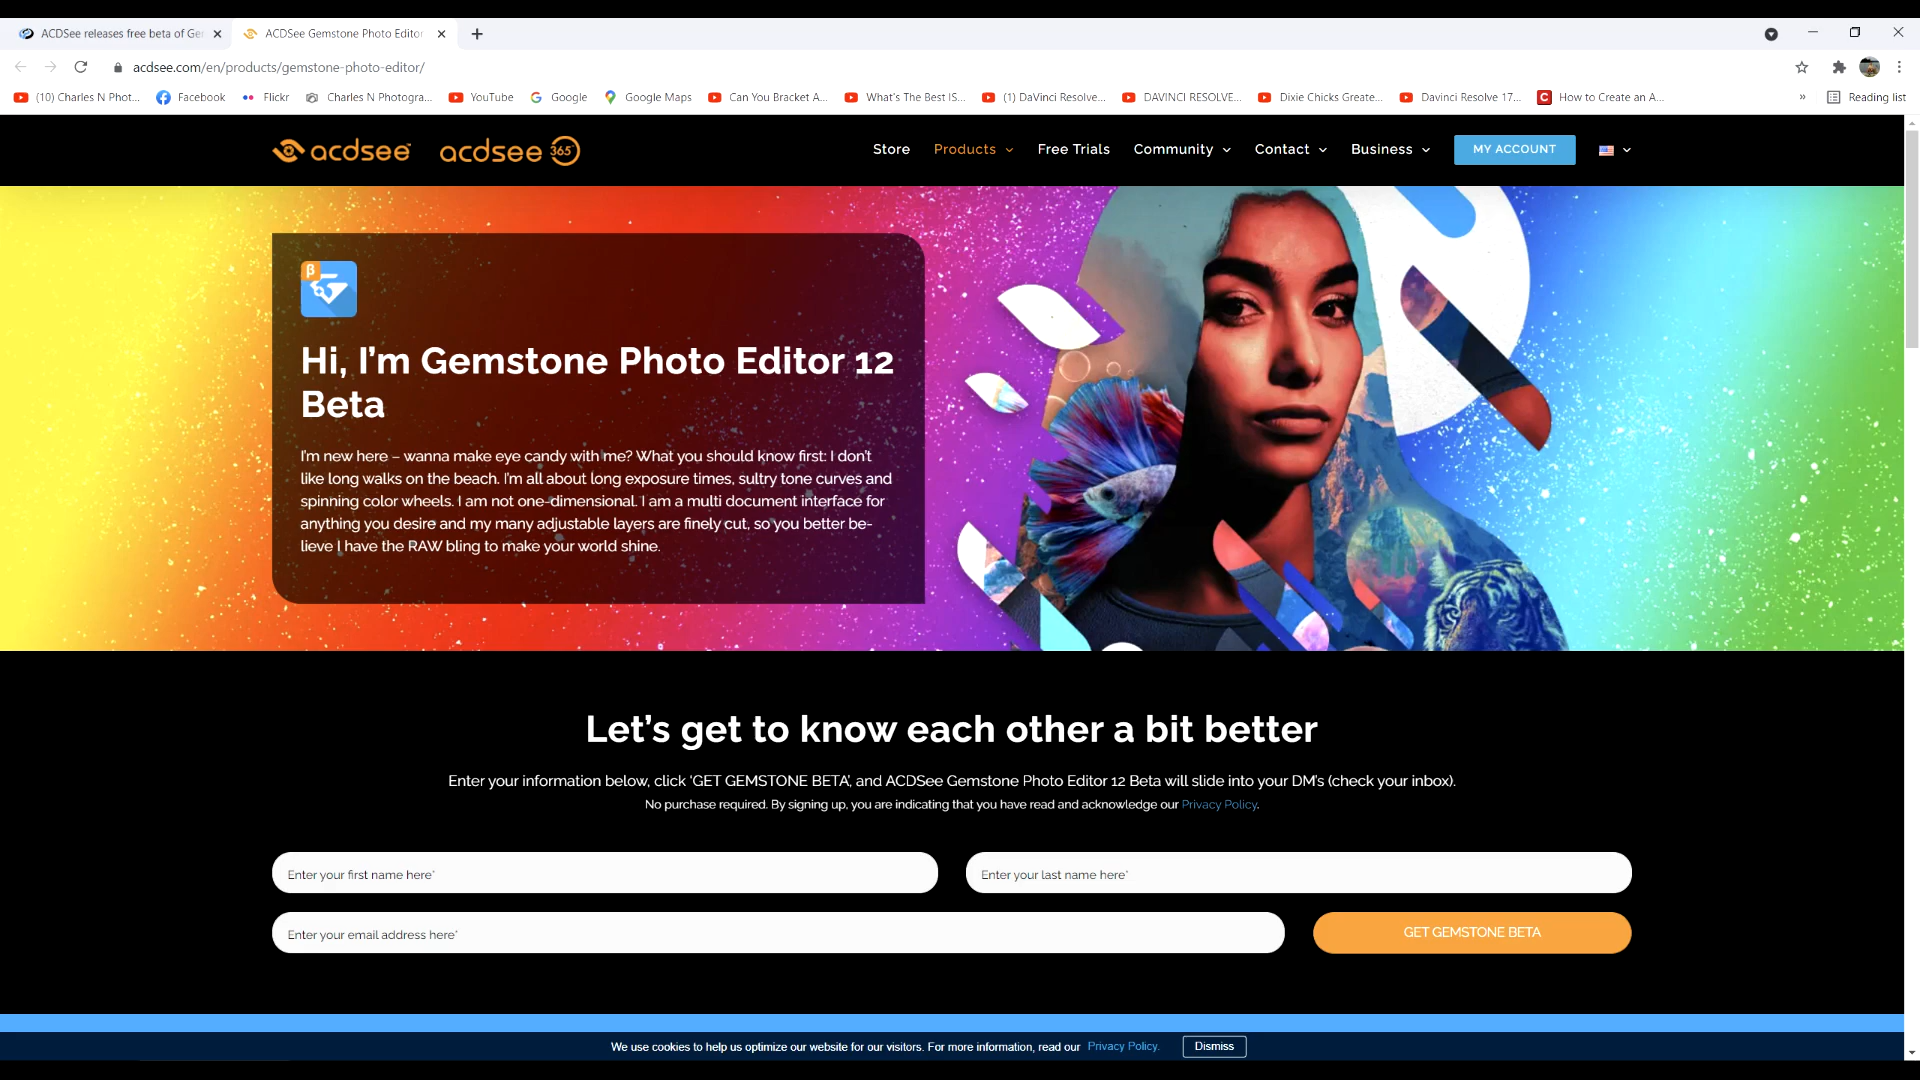 ACDSee releases free beta of Ge
ACDSee Gemstone Photo Editor
acdsee.com/en/products/gemstone-photo-editor/
(10) Charles N Phot...
Facebook
Flickr
Charles N Photogra...
YouTube
Google
Google Maps
Can You Bracket A...
What's The Best IS...
(1) DaVinci Resolve...
DAVINCI RESOLVE...
Dixie Chicks Greate...
Davinci Resolve 17...
How to Create an A...
»
Reading list
acdsee
acdsee 365
Store
Products
Free Trials
Community
Contact
Business
MY ACCOUNT
β
Hi, I'm Gemstone Photo Editor 12
Beta
I'm new here – wanna make eye candy with me? What you should know first: I don't
like long walks on the beach. I'm all about long exposure times, sultry tone curves and
spinning color wheels. I am not one-dimensional. I am a multi document interface for
anything you desire and my many adjustable layers are finely cut, so you better be-
lieve I have the RAW bling to make your world shine.
Let's get to know each other a bit better
Enter your information below, click 'GET GEMSTONE BETA', and ACDSee Gemstone Photo Editor 12 Beta will slide into your DM's (check your inbox).
No purchase required. By signing up, you are indicating that you have read and acknowledge our Privacy Policy.
Enter your first name here*
Enter your last name here*
Enter your email address here*
GET GEMSTONE BETA
We use cookies to help us optimize our website for our visitors. For more information, read our Privacy Policy.
Dismiss